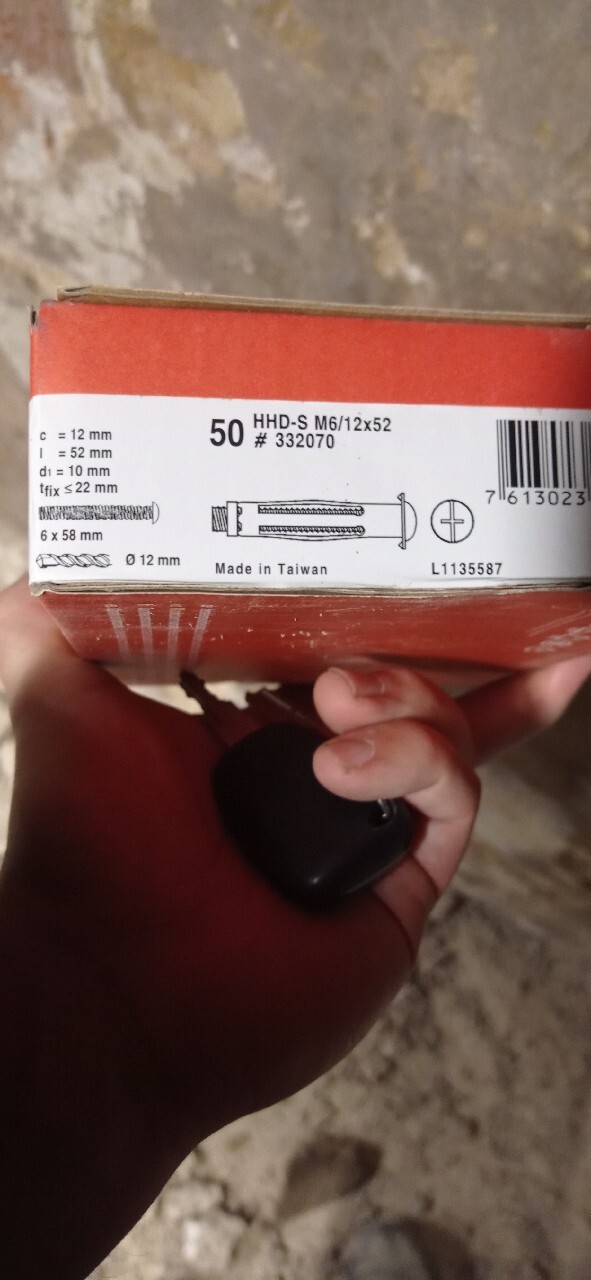 c = 12 mm
l = 52 mm
d1 = 10 mm
tfix ≤ 22 mm
6 x 58 mm
Ø 12 mm
50 HHD-S M6/12x52
# 332070
Made in Taiwan
L1135587
7 613023